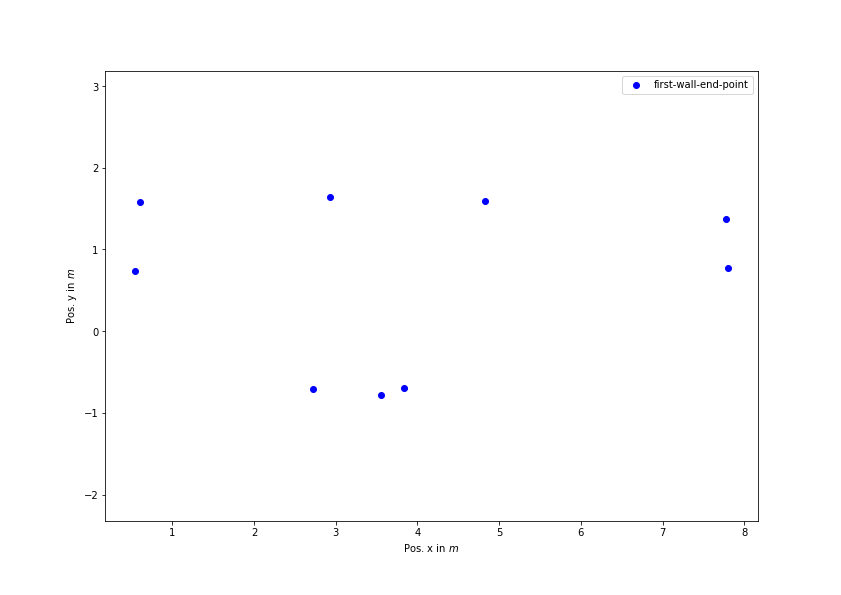 first-wall-end-point
3
2
1
0
−1
−2
Pos. y in m
1 2 3 4 5 6 7 8
Pos. x in m